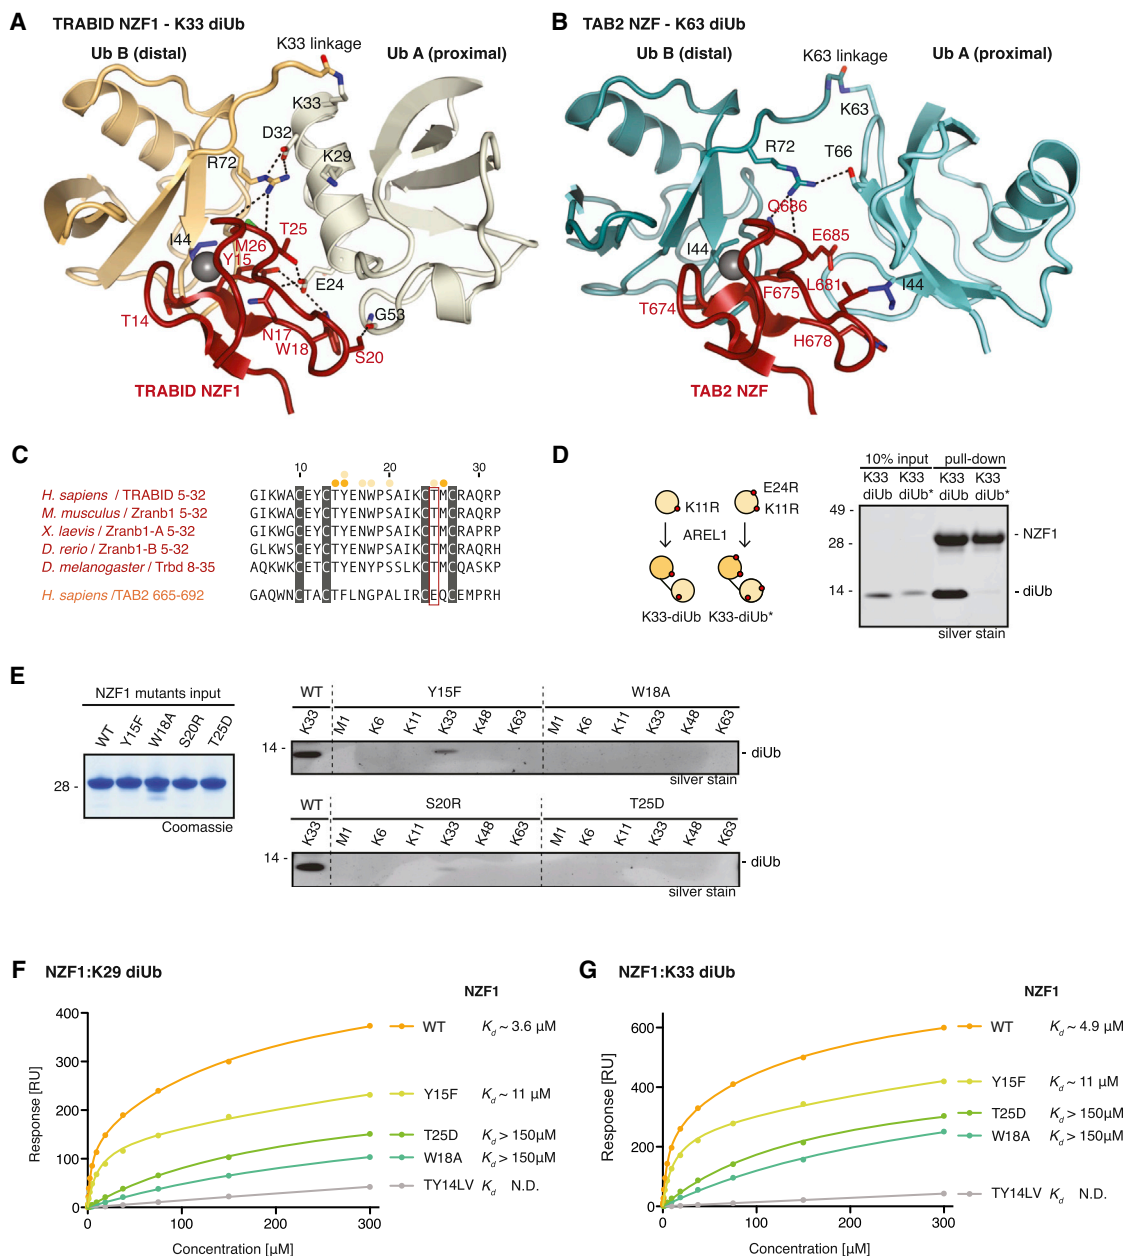 A TRABID NZF1 - K33 diUb
Ub B (distal)
K33 linkage
Ub A (proximal)
K33
D32
R72
K29
T25
M26
I44
Y15
E24
G53
T14
N17
W18
S20
TRABID NZF1
B TAB2 NZF - K63 diUb
Ub B (distal)
K63 linkage
Ub A (proximal)
K63
R72
T66
Q686
I44
E685
L681
I44
F675
T674
H678
TAB2 NZF
C
10 20 30
H. sapiens / TRABID 5-32 GIKWACEYCTYENWPSAIKCTMCRAQRP
M. musculus / Zranb1 5-32 GIKWACEYCTYENWPSAIKCTMCRAQRP
X. laevis / Zranb1-A 5-32 GIKWGCEYCTYENWPSAIKCTMCRAPRP
D. rerio / Zranb1-B 5-32 GLKWSCEYCTYENWPSAIKCTMCRAQRH
D. melanogaster / Trbd 8-35 AQKWKCETCTYENYPSSLKCTMCQASKP
H. sapiens /TAB2 665-692 GAQWNCTACTFLNGPALIRCEQCEMPRH
D
K11R
E24R
K11R
AREL1
K33-diUb K33-diUb*
10% input pull-down
K33 diUb K33 diUb* K33 diUb K33 diUb*
49 -
28 -
14 -
- NZF1
- diUb
silver stain
E
NZF1 mutants input
WT Y15F W18A S20R T25D
28 -
Coomassie
WT Y15F W18A
K33 M1 K6 K11 K33 K48 K63 M1 K6 K11 K33 K48 K63
14 -
- diUb
silver stain
WT S20R T25D
K33 M1 K6 K11 K33 K48 K63 M1 K6 K11 K33 K48 K63
14 -
- diUb
silver stain
F NZF1:K29 diUb
NZF1
Response [RU]
400
300
200
100
0
0 100 200 300
Concentration [µM]
WT Kd ~ 3.6 µM
Y15F Kd ~ 11 µM
T25D Kd > 150µM
W18A Kd > 150µM
TY14LV Kd N.D.
G NZF1:K33 diUb
NZF1
Response [RU]
600
400
200
0
0 100 200 300
Concentration [µM]
WT Kd ~ 4.9 µM
Y15F Kd ~ 11 µM
T25D Kd > 150µM
W18A Kd > 150µM
TY14LV Kd N.D.